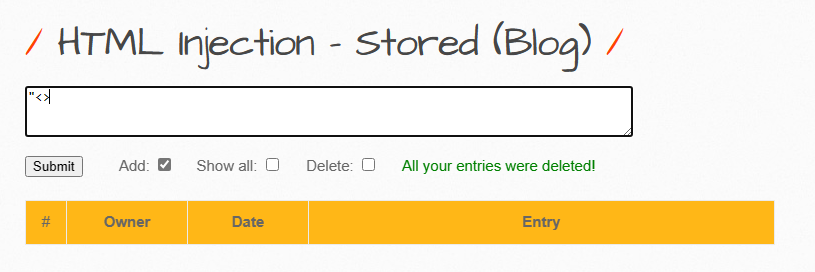 / HTML Injection - Stored (Blog) /
"<>
Submit Add: Show all: Delete: All your entries were deleted!
# Owner Date Entry